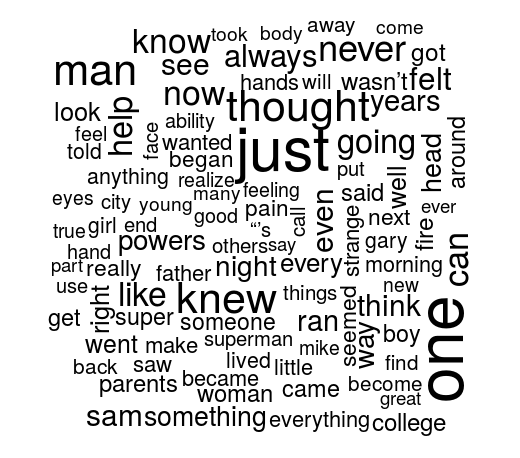 took body away come
know always never got
man see
hands will wasn't felt
now thought years
look help ability
feel face wanted just going head around
told began put
anything realize many feeling said well
eyes city young good pain call even next ever
true girl end "'s strange gary fire can
hand powers others say
part really father night every morning
use right like knew things seemed think new
get . super someone ran way boy one
went make superman mike
back saw lived little find
parents became woman came become
great
sam something everything college